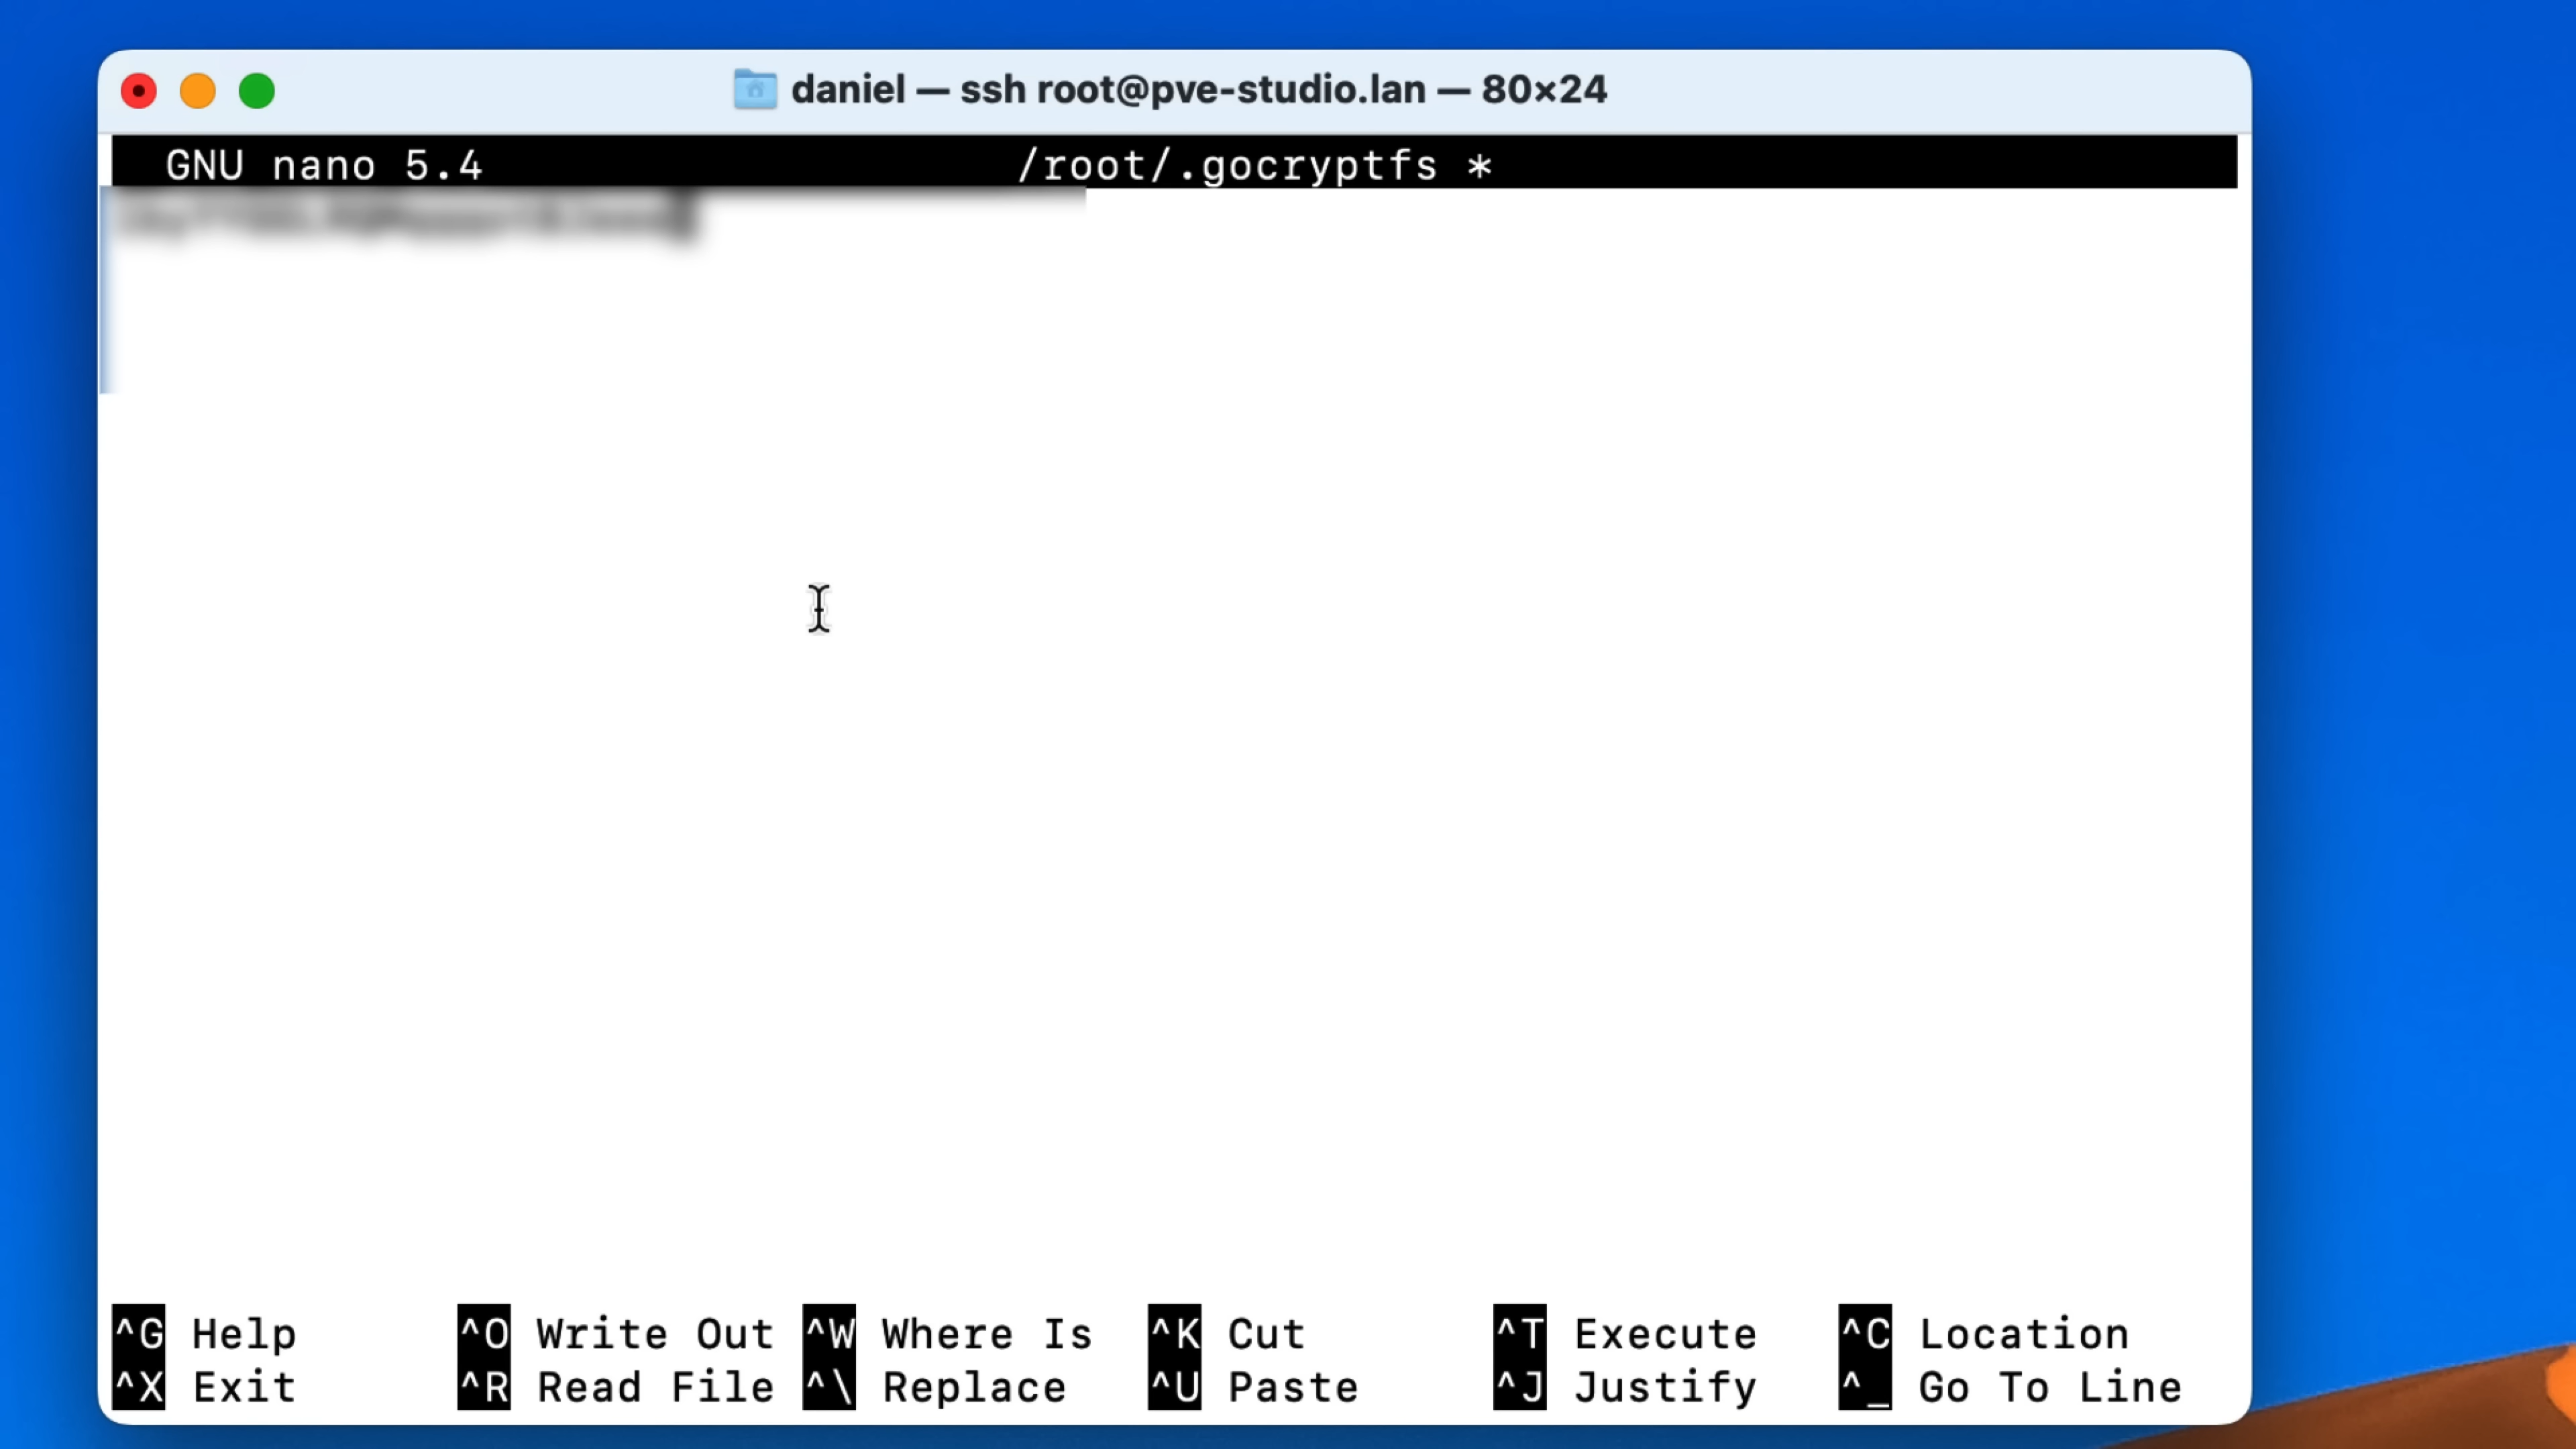 daniel — ssh root@pve-studio.lan — 80×24
GNU nano 5.4 /root/.gocryptfs *
^G Help ^O Write Out ^W Where Is ^K Cut ^T Execute ^C Location
^X Exit ^R Read File ^\ Replace ^U Paste ^J Justify ^_ Go To Line